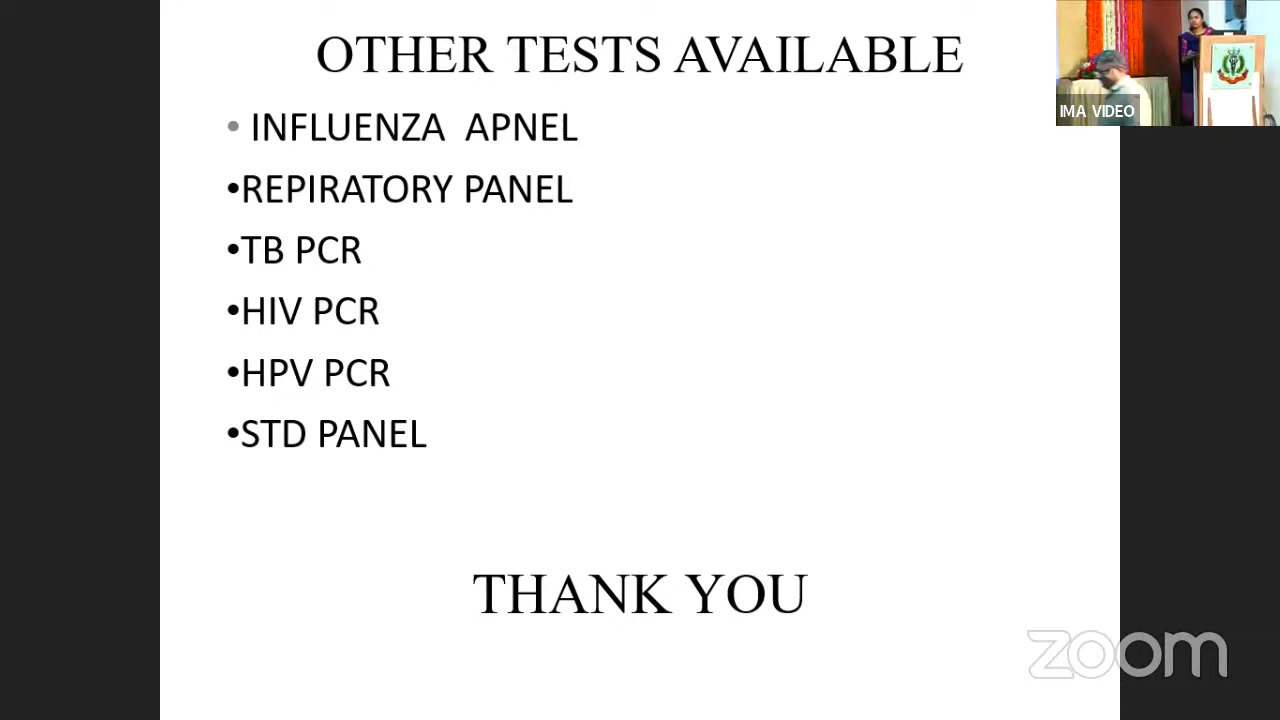 OTHER TESTS AVAILABLE
• INFLUENZA APNEL
•REPIRATORY PANEL
•TB PCR
•HIV PCR
•HPV PCR
•STD PANEL
THANK YOU
IMA VIDEO
zoom